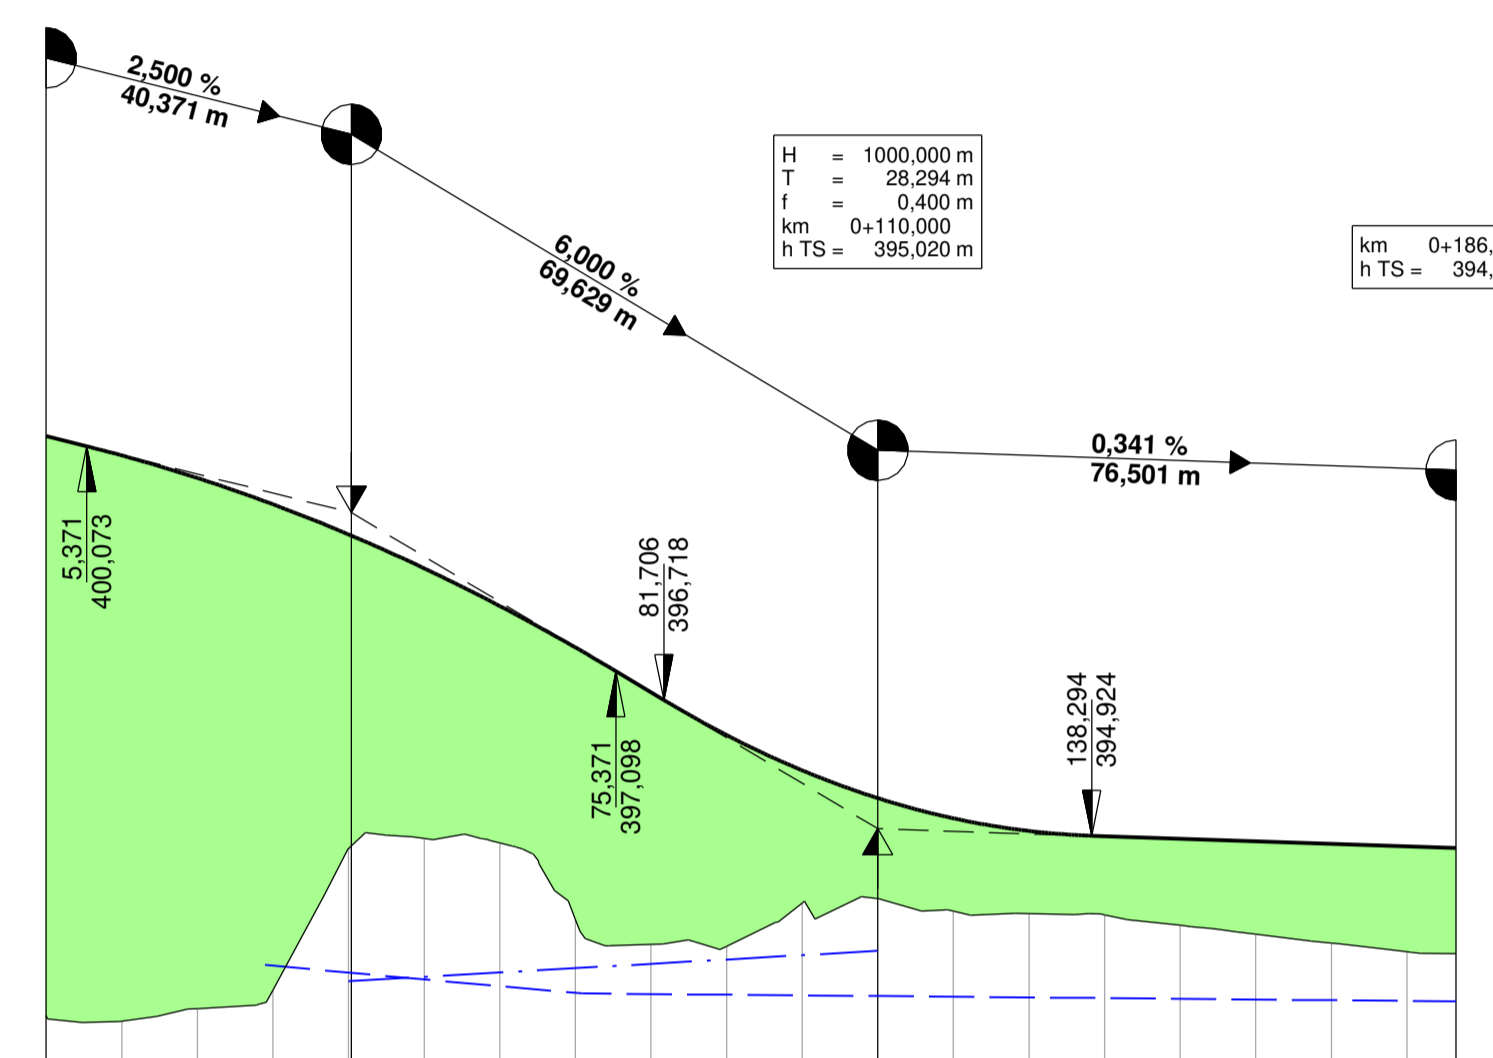 2,500 %
40,371 m
6,000 %
69,629 m
H = 1000,000 m
T = 28,294 m
f = 0,400 m
km 0+110,000
h TS = 395,020 m
km 0+186,
h TS = 394,
0,341 %
76,501 m
5,371
400,073
81,706
396,718
75,371
397,098
138,294
394,924